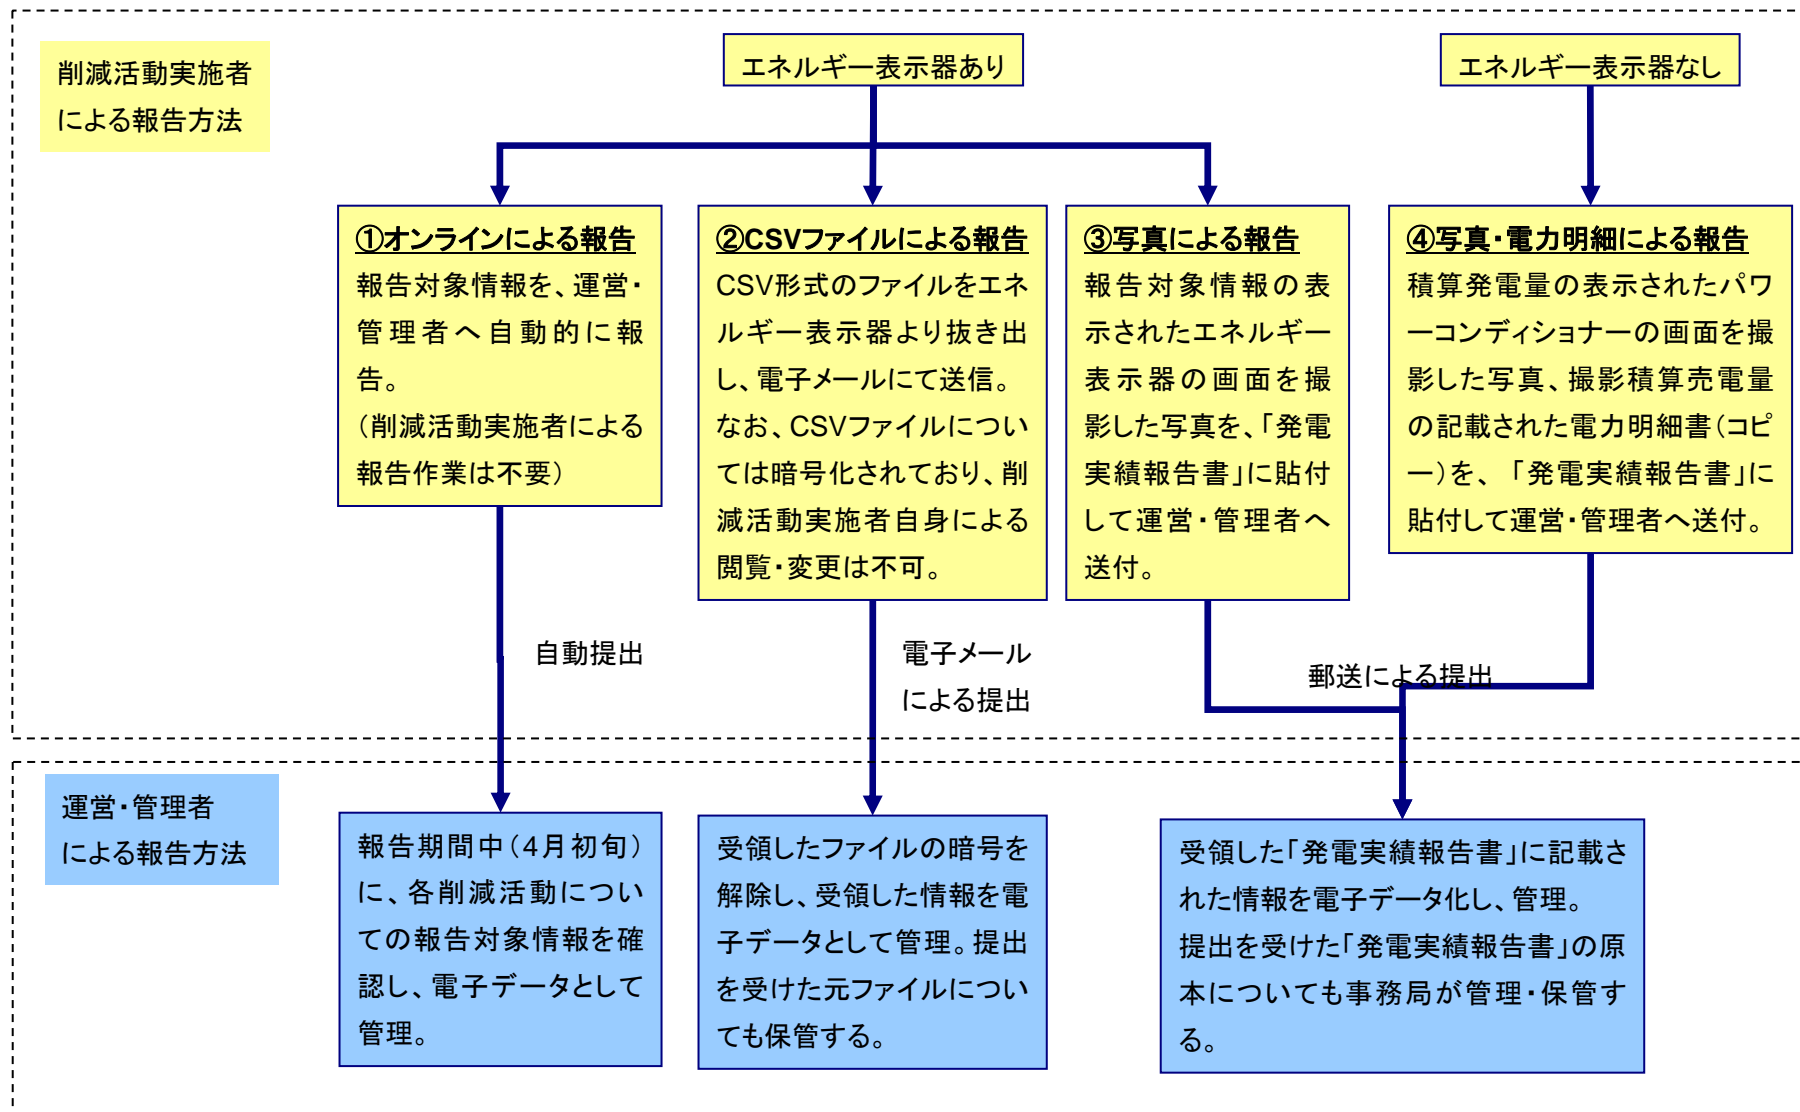 削減活動実施者
による報告方法
エネルギー表示器あり
エネルギー表示器なし
①オンラインによる報告
報告対象情報を、運営・
管理者へ自動的に報
告。
（削減活動実施者による
報告作業は不要）
②CSVファイルによる報告
CSV形式のファイルをエネ
ルギー表示器より抜き出
し、電子メールにて送信。
なお、CSVファイルについ
ては暗号化されており、削
減活動実施者自身による
閲覧・変更は不可。
③写真による報告
報告対象情報の表
示されたエネルギー
表示器の画面を撮
影した写真を、「発電
実績報告書」に貼付
して運営・管理者へ
送付。
④写真・電力明細による報告
積算発電量の表示されたパワ
ーコンディショナーの画面を撮
影した写真、撮影積算売電量
の記載された電力明細書（コピ
ー）を、「発電実績報告書」に
貼付して運営・管理者へ送付。
自動提出
電子メール
による提出
郵送による提出
運営・管理者
による報告方法
報告期間中（4月初旬）
に、各削減活動につい
ての報告対象情報を確
認し、電子データとして
管理。
受領したファイルの暗号を
解除し、受領した情報を電
子データとして管理。提出
を受けた元ファイルについ
ても保管する。
受領した「発電実績報告書」に記載さ
れた情報を電子データ化し、管理。
提出を受けた「発電実績報告書」の原
本についても事務局が管理・保管す
る。